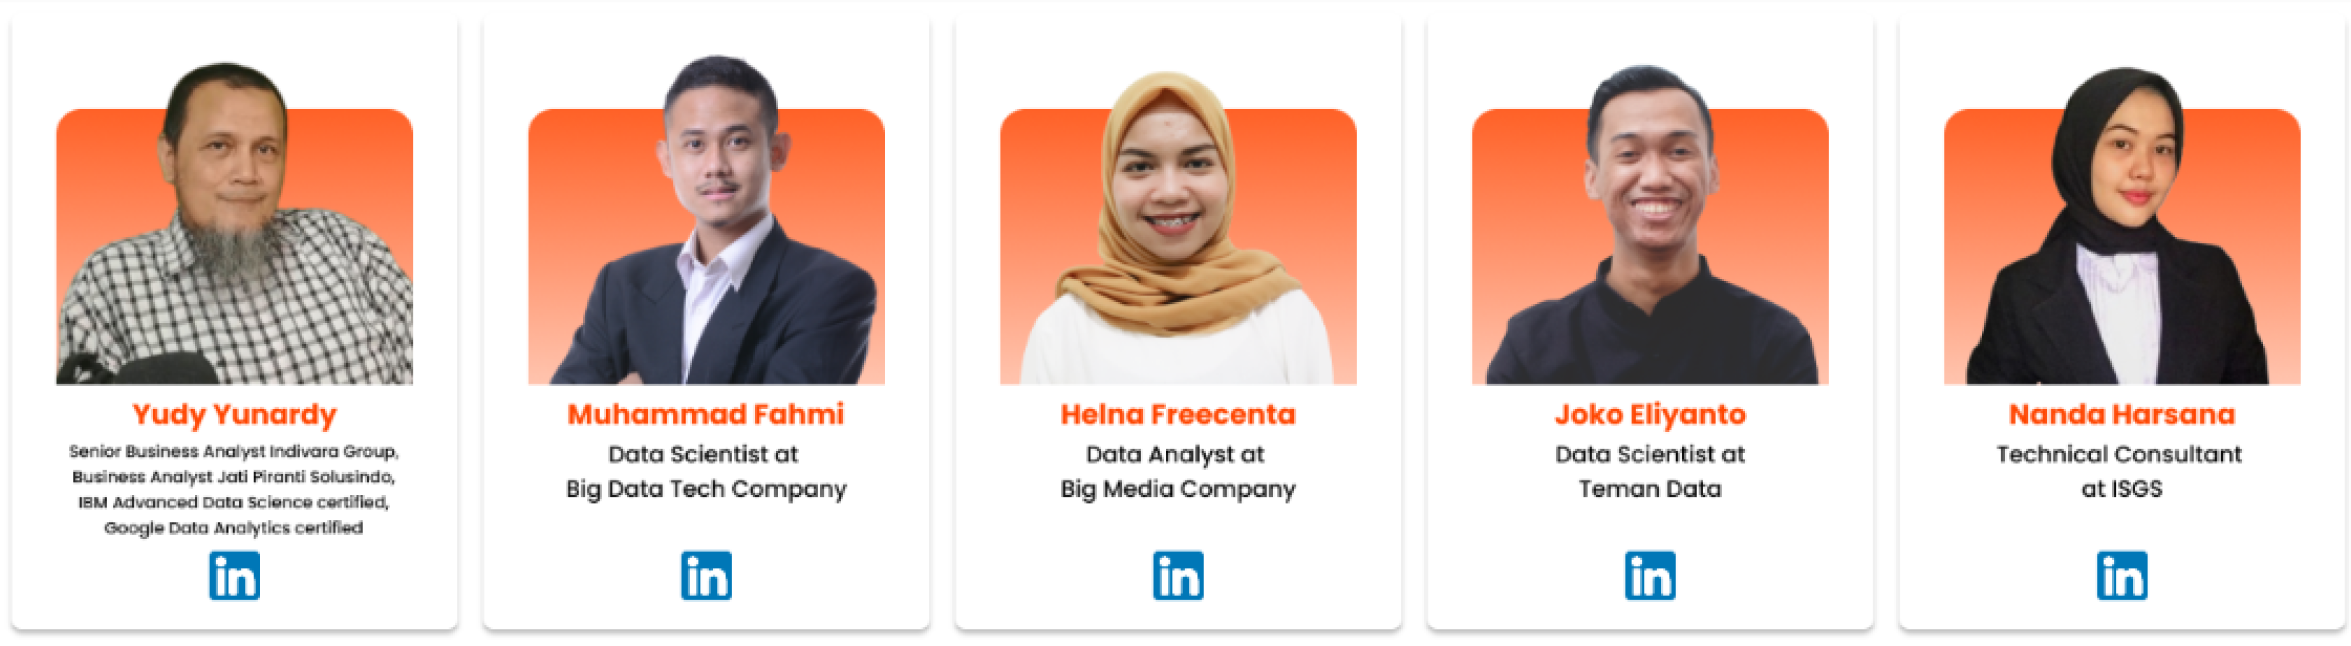 Yudy Yunardy
Senior Business Analyst Indivara Group,
Business Analyst Jati Piranti Solusindo,
IBM Advanced Data Science certified,
Google Data Analytics certified
in
Muhammad Fahmi
Data Scientist at
Big Data Tech Company
in
Helna Freecenta
Data Analyst at
Big Media Company
in
Joko Eliyanto
Data Scientist at
Teman Data
in
Nanda Harsana
Technical Consultant
at ISGS
in